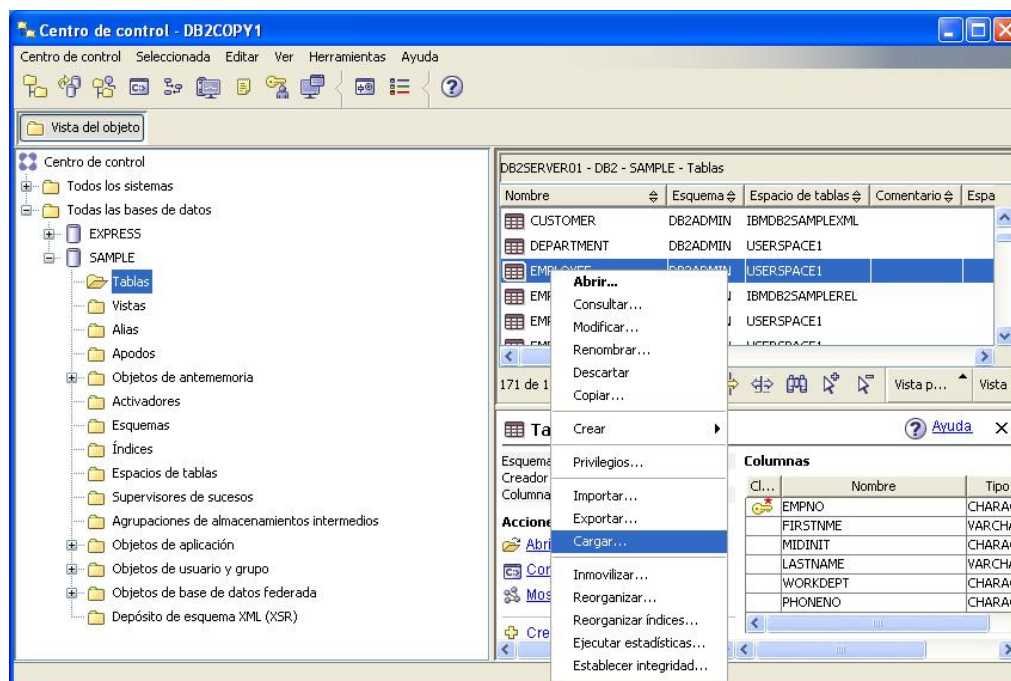 Centro de control - DB2COPY1
Centro de control Seleccionada Editar Ver Herramientas Ayuda
Vista del objeto
Centro de control
Todos los sistemas
Todas las bases de datos
EXPRESS
SAMPLE
Tablas
Vistas
Alias
Apodos
Objetos de antememoria
Activadores
Esquemas
Índices
Espacios de tablas
Supervisores de sucesos
Agrupaciones de almacenamientos intermedios
Objetos de aplicación
Objetos de usuario y grupo
Objetos de base de datos federada
Depósito de esquema XML (XSR)
DB2SERVER01 - DB2 - SAMPLE - Tablas
Nombre Esquema Espacio de tablas Comentario Espa
CUSTOMER DB2ADMIN IBMDB2SAMPLEXML
DEPARTMENT DB2ADMIN USERSPACE1
EMPLOYEE DB2ADMIN USERSPACE1
EMP IBMDB2SAMPLEREL
EMP USERSPACE1
171 de 1 Vista p... Vista
Abrir...
Consultar...
Modificar...
Renombrar...
Descartar
Copiar...
Crear
Privilegios...
Importar...
Exportar...
Cargar...
Inmovilizar...
Reorganizar...
Reorganizar índices...
Ejecutar estadísticas...
Establecer integridad...
Ta Ayuda
Esquema
Creador
Columna
Accione
Abri
Con
Mos
Cre
Columnas
Cl... Nombre Tipo
EMPNO CHARA
FIRSTNME VARCHA
MIDINIT CHARA
LASTNAME VARCHA
WORKDEPT CHARA
PHONENO CHARA